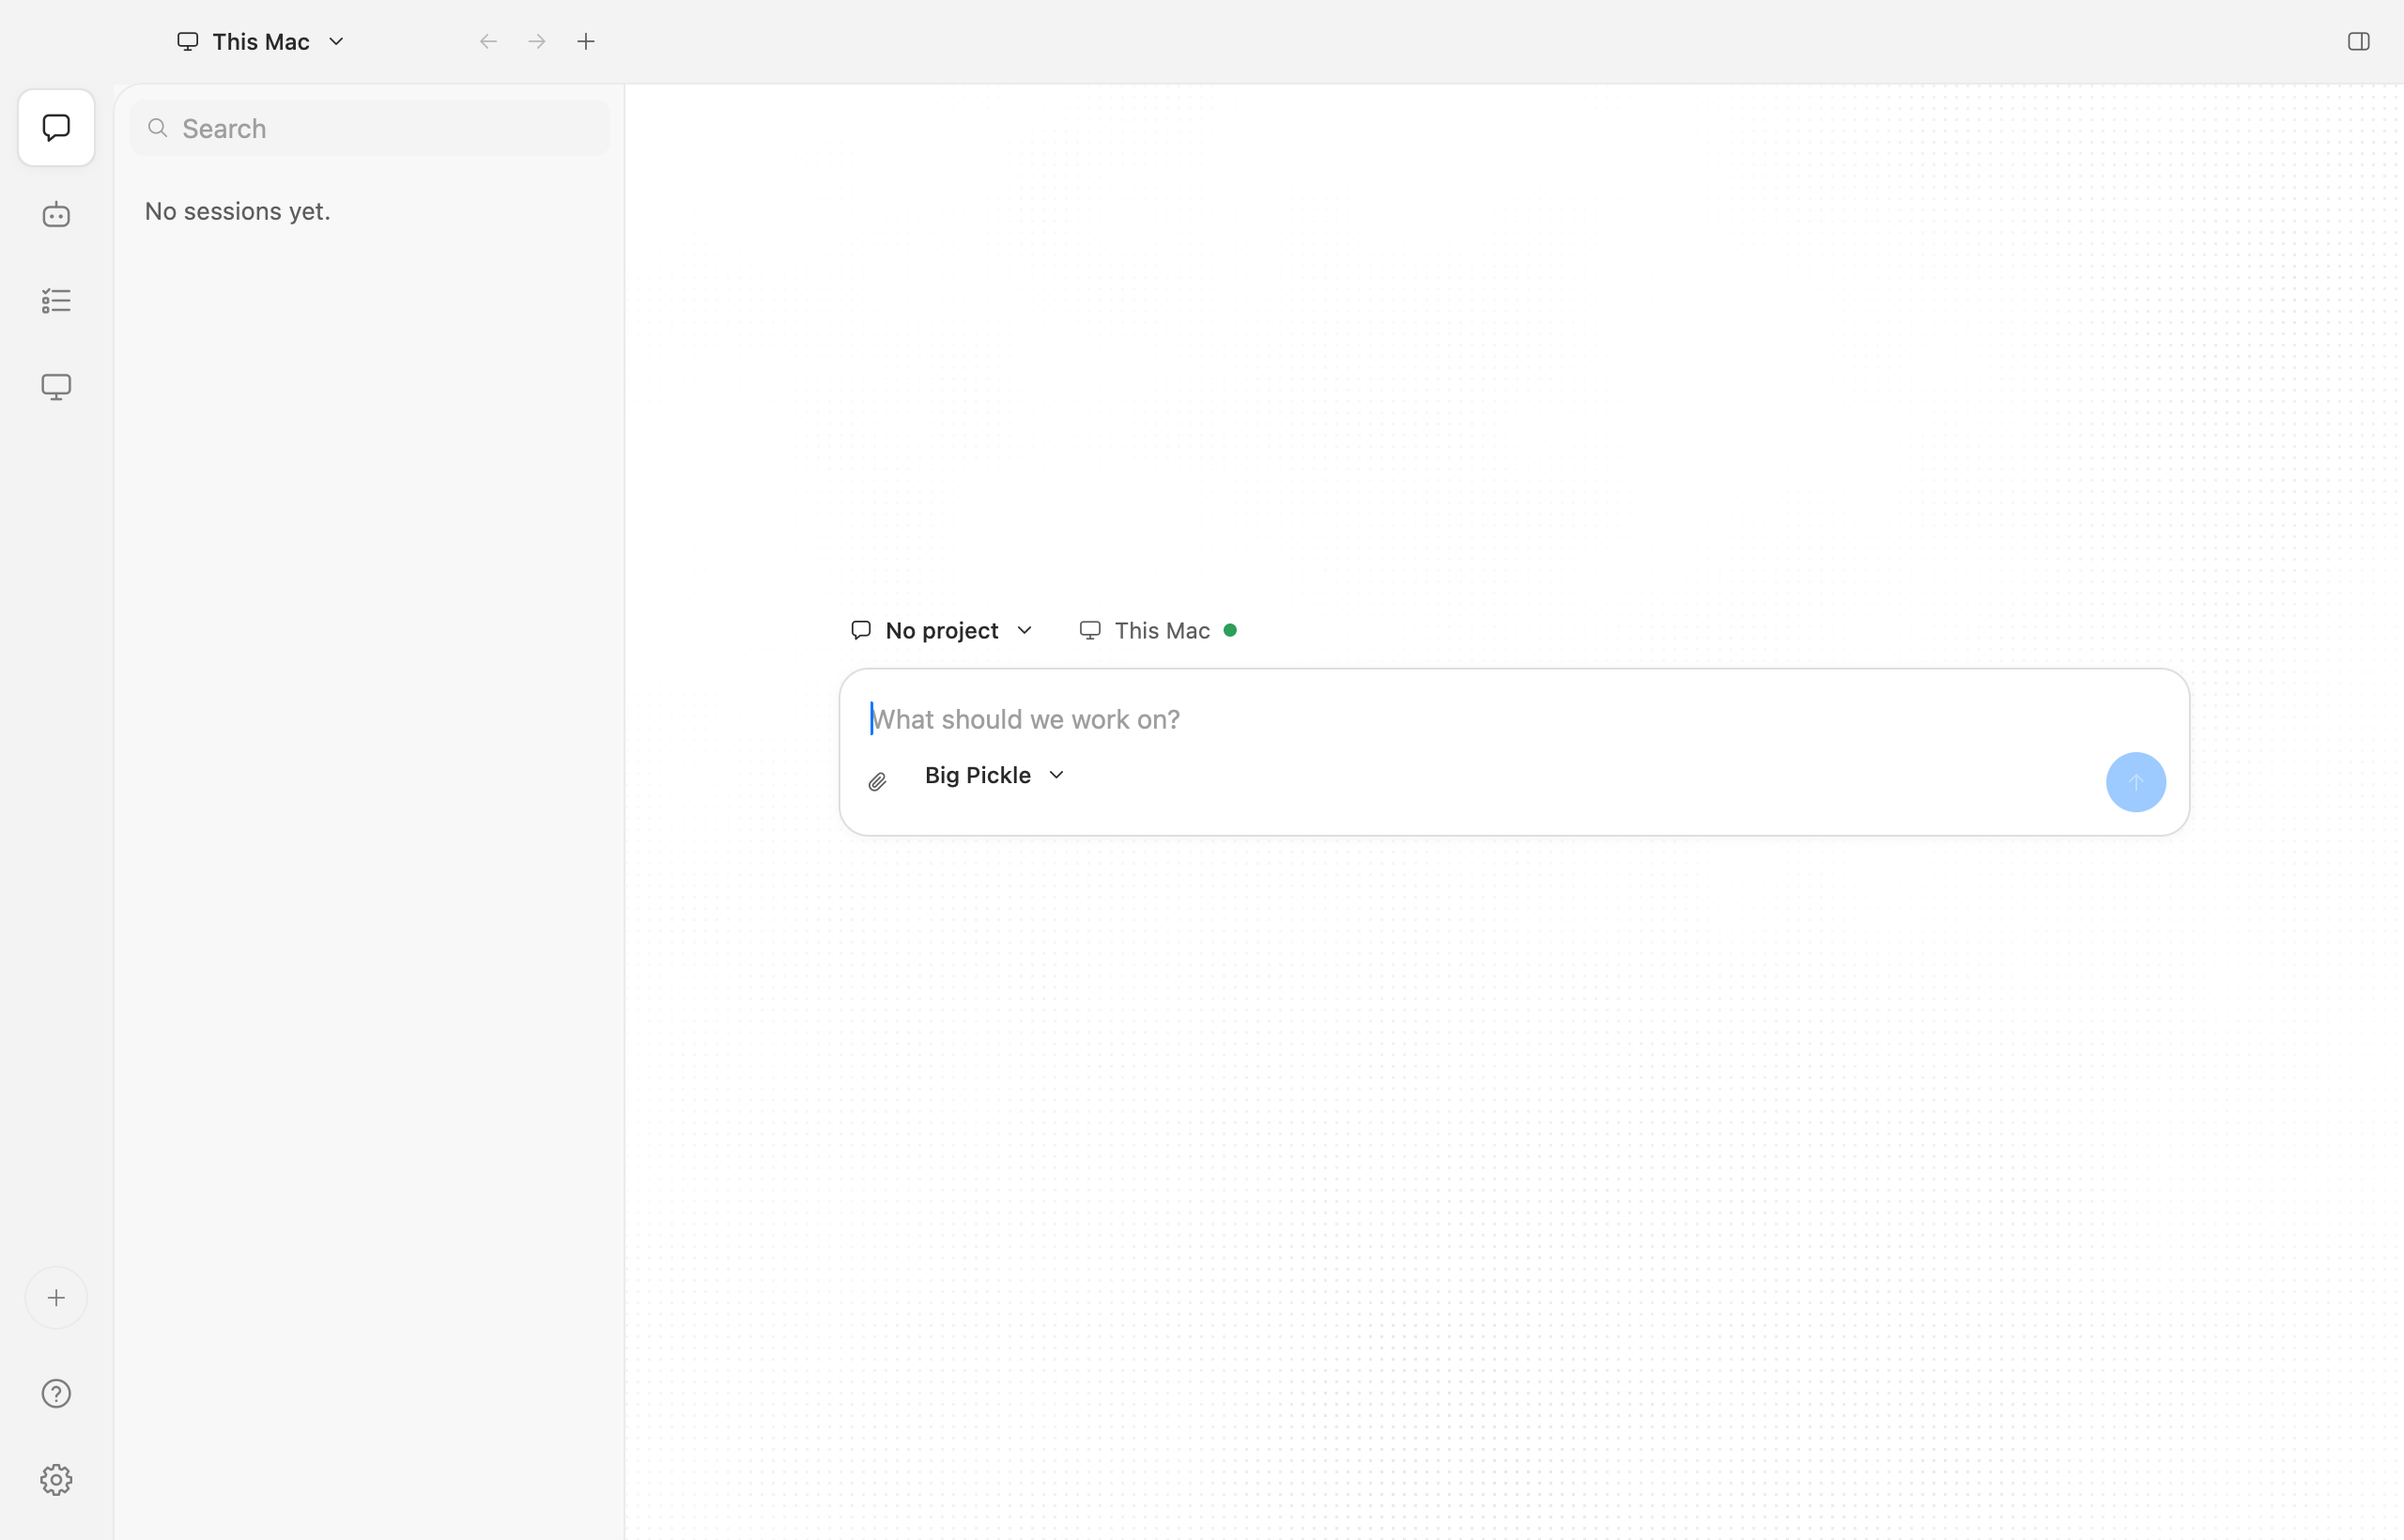 This Mac
Search
No sessions yet.
No project This Mac
What should we work on?
Big Pickle